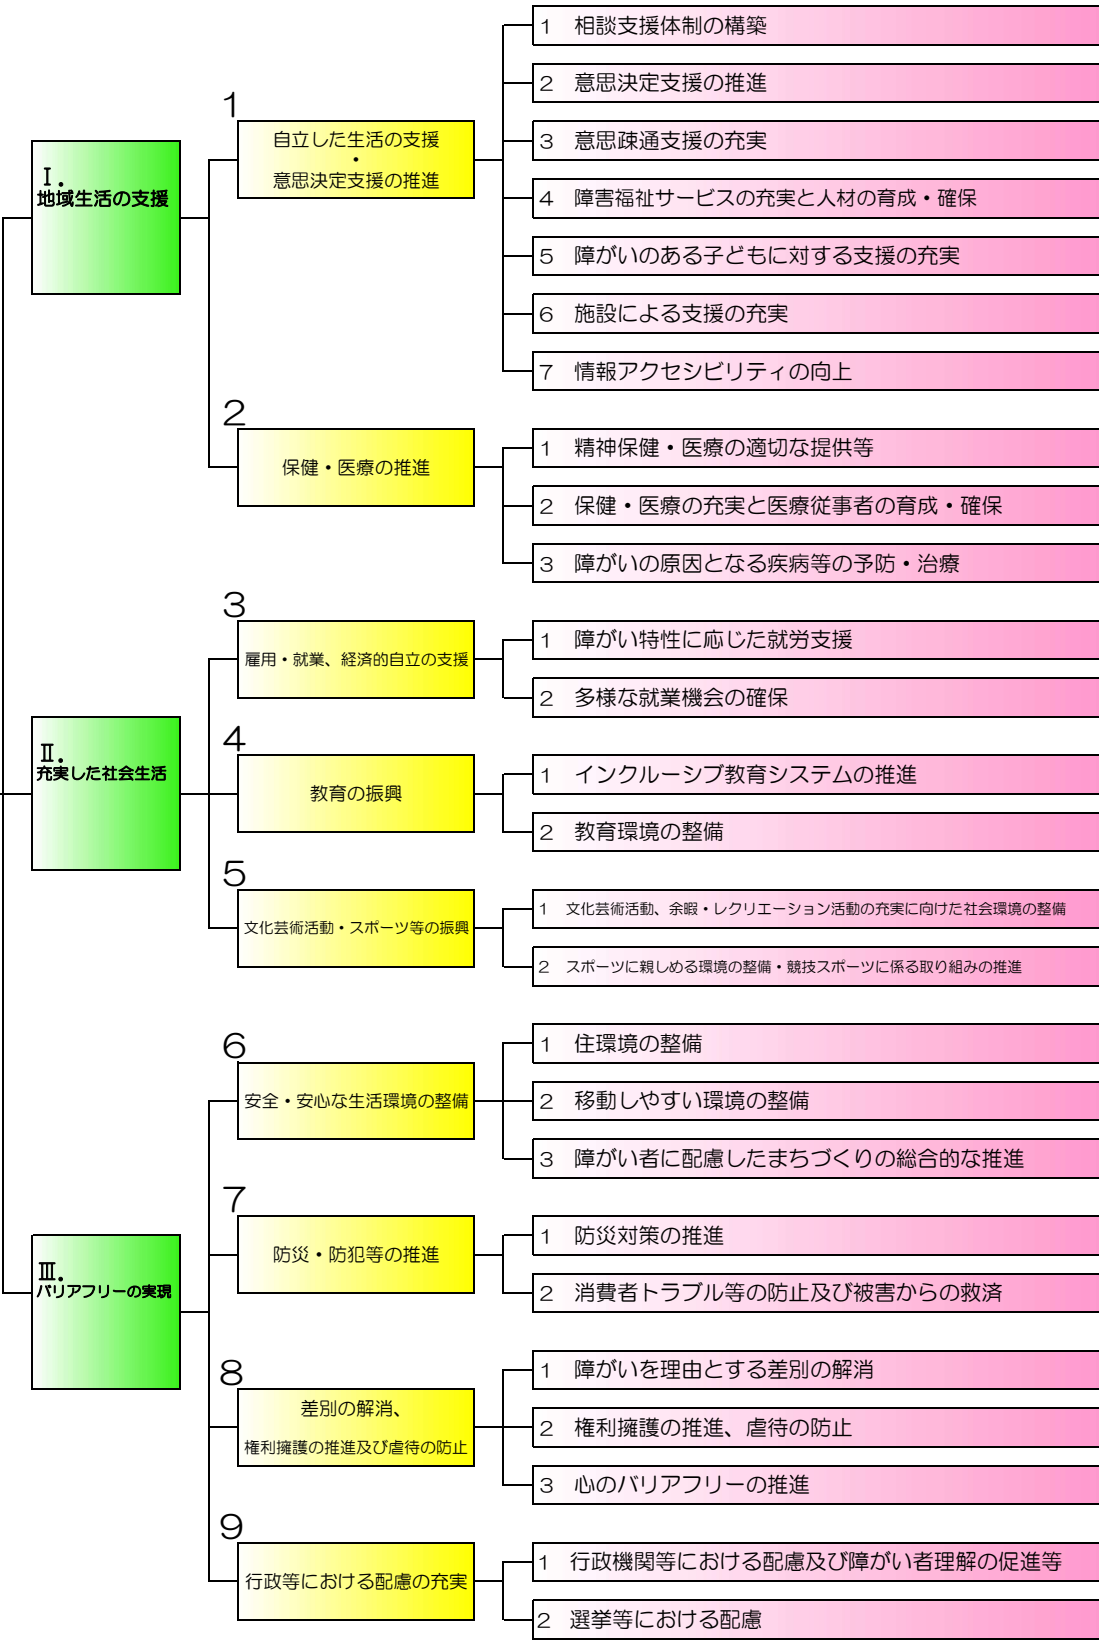 Ⅰ.
地域生活の支援
1
自立した生活の支援
・
意思決定支援の推進
1 相談支援体制の構築
2 意思決定支援の推進
3 意思疎通支援の充実
4 障害福祉サービスの充実と人材の育成・確保
5 障がいのある子どもに対する支援の充実
6 施設による支援の充実
7 情報アクセシビリティの向上
2
保健・医療の推進
1 精神保健・医療の適切な提供等
2 保健・医療の充実と医療従事者の育成・確保
3 障がいの原因となる疾病等の予防・治療
Ⅱ.
充実した社会生活
3
雇用・就業、経済的自立の支援
1 障がい特性に応じた就労支援
2 多様な就業機会の確保
4
教育の振興
1 インクルーシブ教育システムの推進
2 教育環境の整備
5
文化芸術活動・スポーツ等の振興
1 文化芸術活動、余暇・レクリエーション活動の充実に向けた社会環境の整備
2 スポーツに親しめる環境の整備・競技スポーツに係る取り組みの推進
Ⅲ.
バリアフリーの実現
6
安全・安心な生活環境の整備
1 住環境の整備
2 移動しやすい環境の整備
3 障がい者に配慮したまちづくりの総合的な推進
7
防災・防犯等の推進
1 防災対策の推進
2 消費者トラブル等の防止及び被害からの救済
8
差別の解消、
権利擁護の推進及び虐待の防止
1 障がいを理由とする差別の解消
2 権利擁護の推進、虐待の防止
3 心のバリアフリーの推進
9
行政等における配慮の充実
1 行政機関等における配慮及び障がい者理解の促進等
2 選挙等における配慮